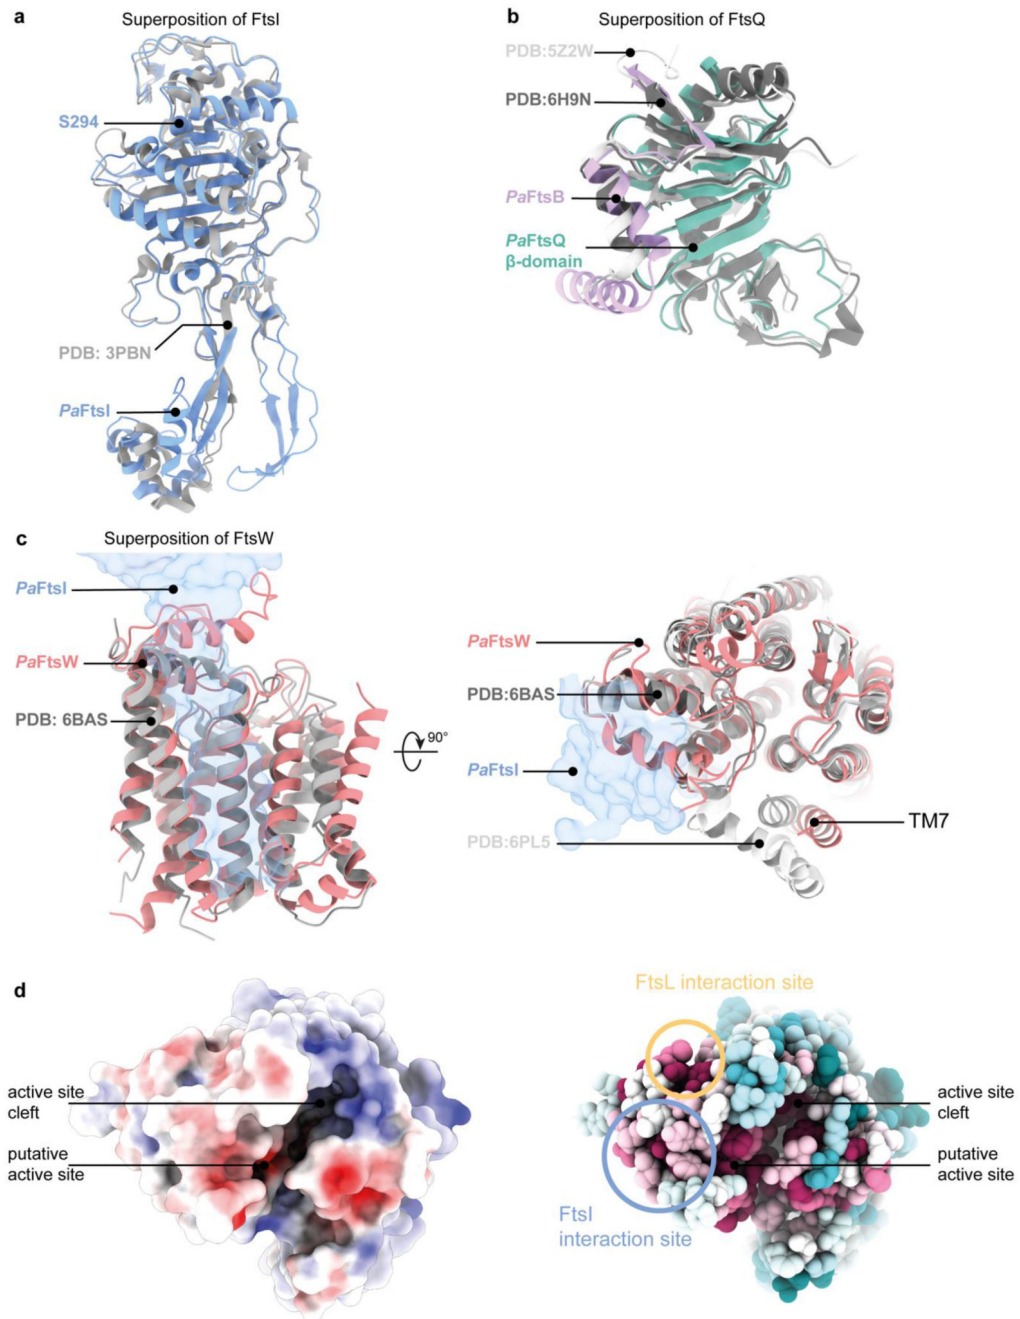 a
Superposition of FtsI
S294
PDB: 3PBN
PaFtsI
b
Superposition of FtsQ
PDB:5Z2W
PDB:6H9N
PaFtsB
PaFtsQ
β-domain
c
Superposition of FtsW
PaFtsI
PaFtsW
PDB: 6BAS
90°
PaFtsW
PDB:6BAS
PaFtsI
PDB:6PL5
TM7
d
active site
cleft
putative
active site
FtsL interaction site
active site
cleft
putative
active site
FtsI
interaction site